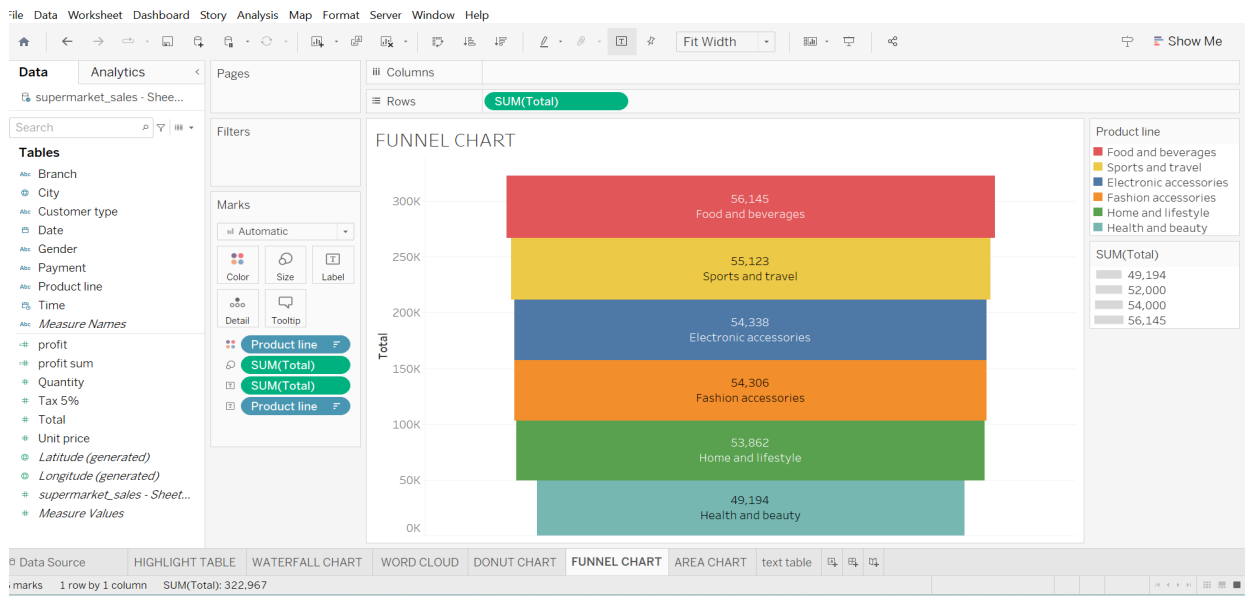 File Data Worksheet Dashboard Story Analysis Map Format Server Window Help
Fit Width
Show Me
Data Analytics
supermarket_sales - Shee...
Search
Tables
Abc Branch
City
Abc Customer type
Date
Abc Gender
Abc Payment
Abc Product line
Time
Abc Measure Names
profit
profit sum
Quantity
Tax 5%
Total
Unit price
Latitude (generated)
Longitude (generated)
supermarket_sales - Sheet...
Measure Values
Pages
Filters
Marks
Automatic
Color Size Label
Detail Tooltip
Product line
SUM(Total)
SUM(Total)
Product line
Columns
Rows SUM(Total)
FUNNEL CHART
Total
300K
250K
200K
150K
100K
50K
0K
56,145
Food and beverages
55,123
Sports and travel
54,338
Electronic accessories
54,306
Fashion accessories
53,862
Home and lifestyle
49,194
Health and beauty
Product line
Food and beverages
Sports and travel
Electronic accessories
Fashion accessories
Home and lifestyle
Health and beauty
SUM(Total)
49,194
52,000
54,000
56,145
Data Source HIGHLIGHT TABLE WATERFALL CHART WORD CLOUD DONUT CHART FUNNEL CHART AREA CHART text table
marks 1 row by 1 column SUM(Total): 322,967